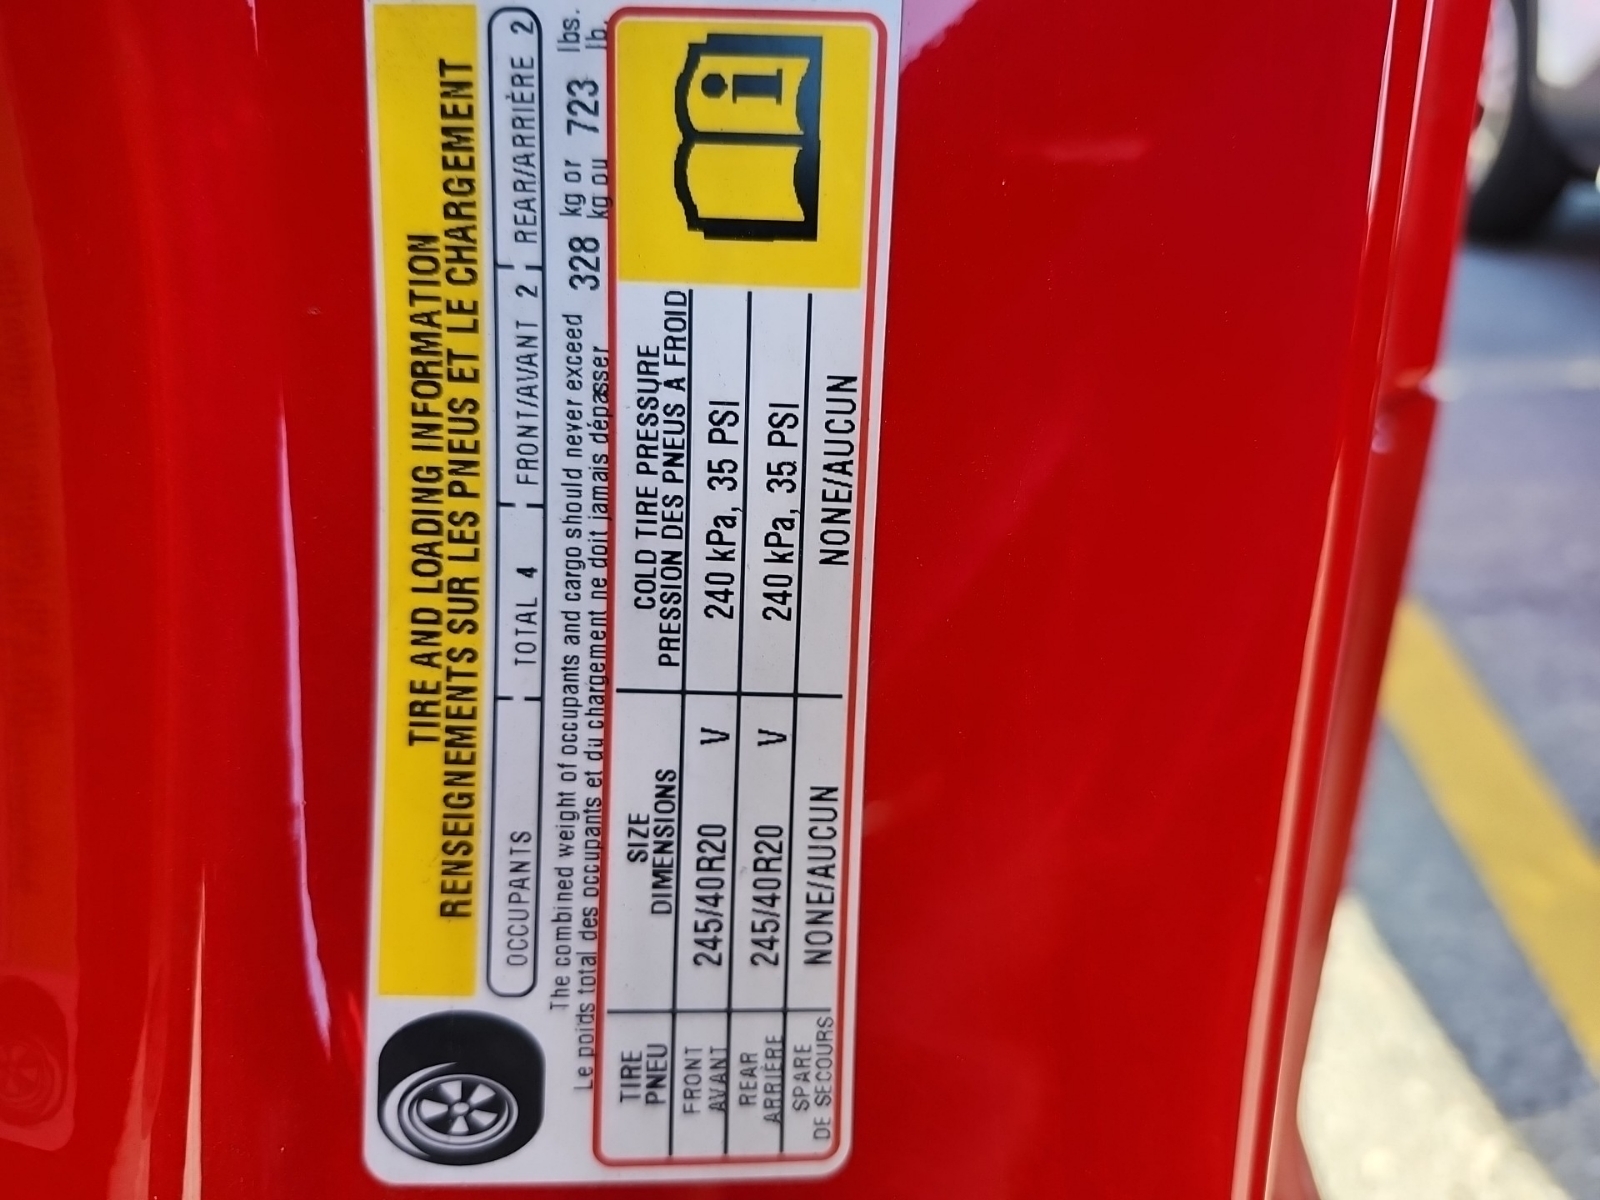 TIRE AND LOADING INFORMATION
RENSEIGNEMENTS SUR LES PNEUS ET LE CHARGEMENT
OCCUPANTS TOTAL 4 FRONT/AVANT 2 REAR/ARRIÈRE 2
The combined weight of occupants and cargo should never exceed 328 kg or 723 lbs.
Le poids total des occupants et du chargement ne doit jamais dépasser kg ou lb.
TIRE SIZE COLD TIRE PRESSURE
PNEU DIMENSIONS PRESSION DES PNEUS À FROID
FRONT
AVANT 245/40R20 V 240 kPa, 35 PSI
REAR
ARRIÈRE 245/40R20 V 240 kPa, 35 PSI
SPARE
DE SECOURS NONE/AUCUN NONE/AUCUN
i